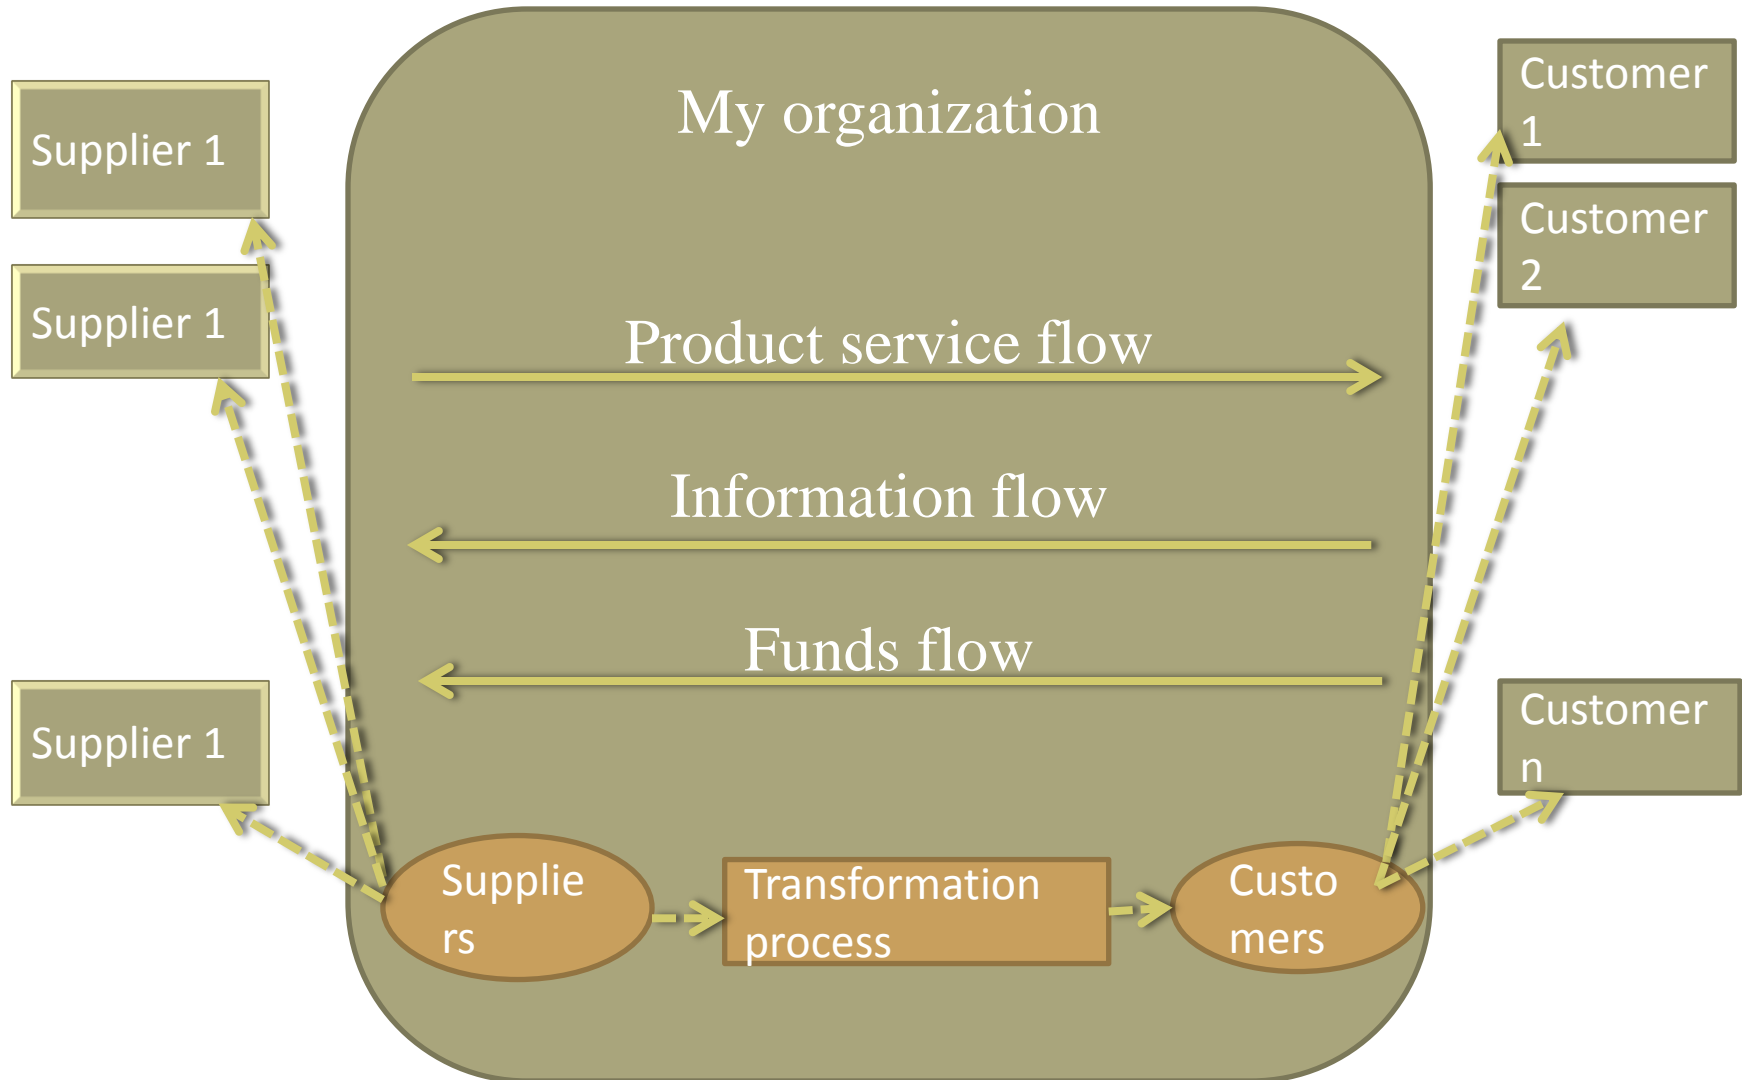 My organization
Supplier 1
Supplier 1
Supplier 1
Product service flow
Information flow
Funds flow
Supplie
rs
Transformation
process
Custo
mers
Customer
1
Customer
2
Customer
n